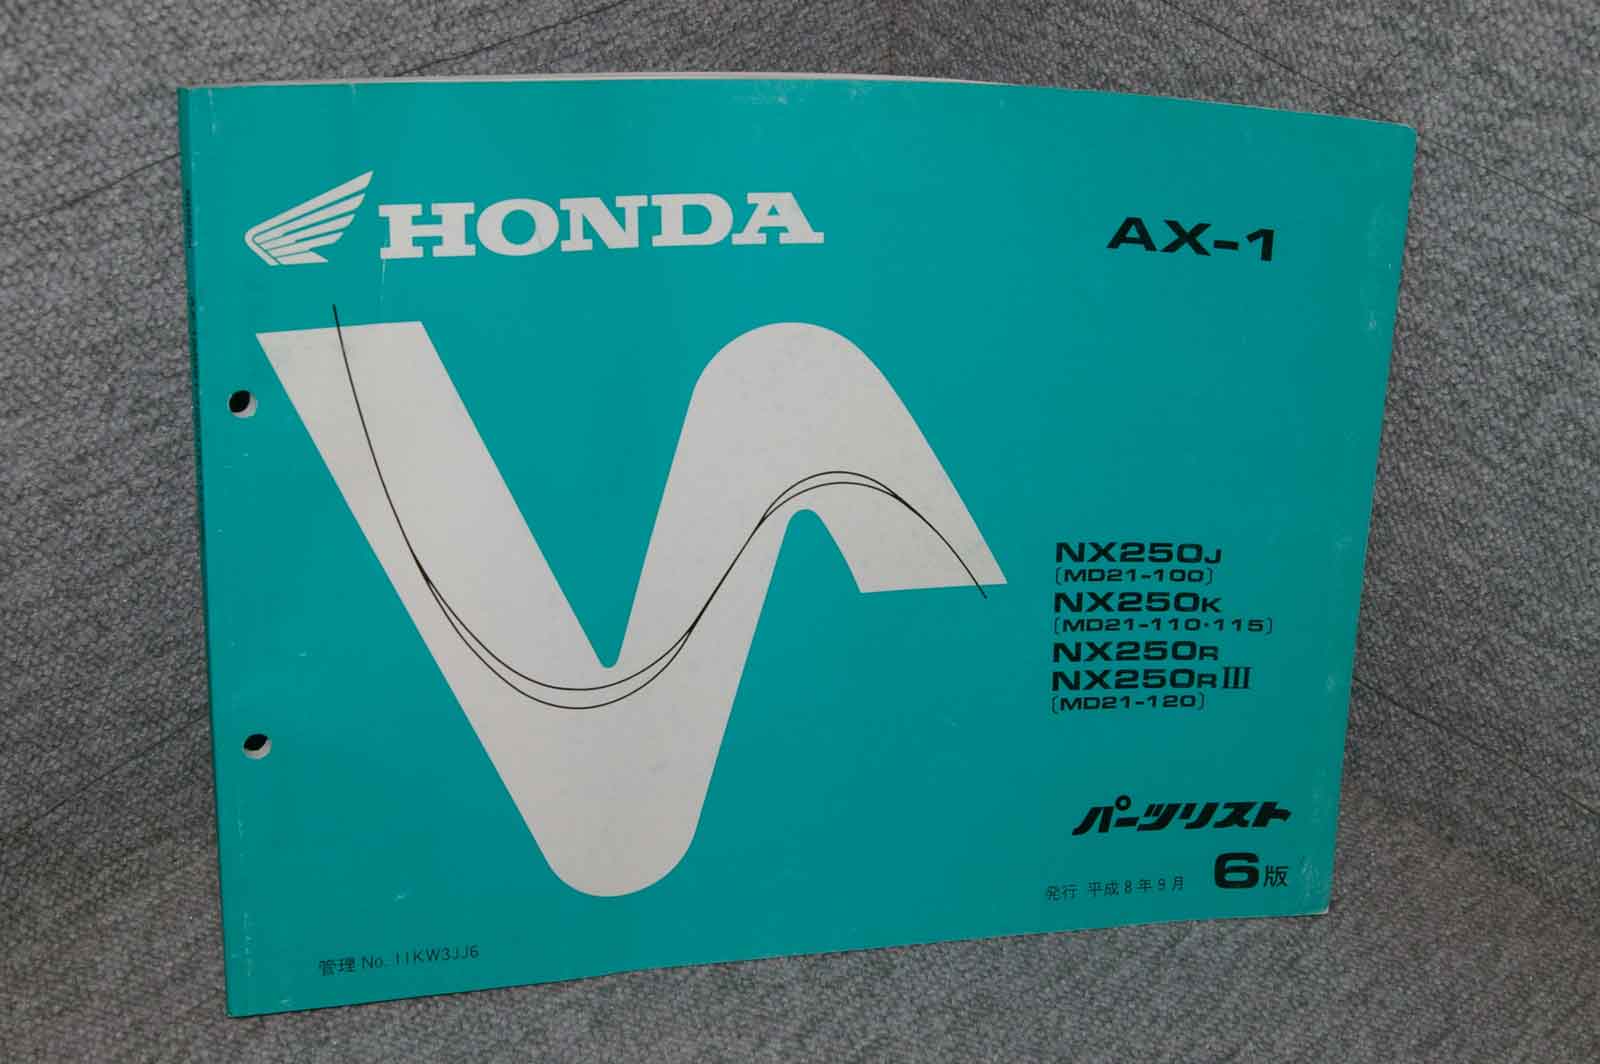 HONDA
AX-1
NX250J
(MD21-100)
NX250K
(MD21-110・115)
NX250R
NX250RIII
(MD21-120)
パーツリスト
発行 平成8年9月 6版
管理 No. 11KW3JJ6